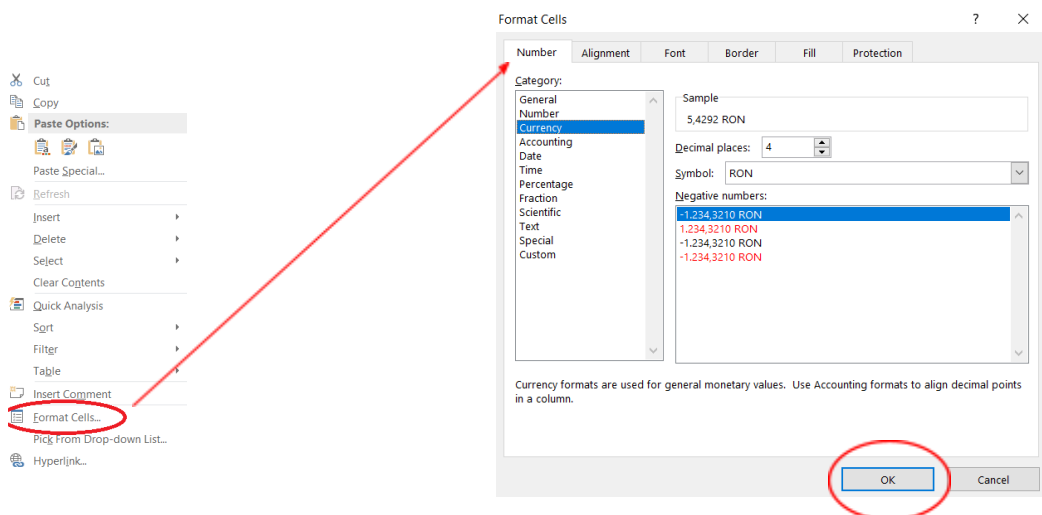 Cut
Copy
Paste Options:
Paste Special...
Refresh
Insert
Delete
Select
Clear Contents
Quick Analysis
Sort
Filter
Table
Insert Comment
Format Cells...
Pick From Drop-down List...
Hyperlink...
Format Cells
?
Number Alignment Font Border Fill Protection
Category:
General
Number
Currency
Accounting
Date
Time
Percentage
Fraction
Scientific
Text
Special
Custom
Sample
5,4292 RON
Decimal places: 4
Symbol: RON
Negative numbers:
-1.234,3210 RON
1.234,3210 RON
-1.234,3210 RON
-1.234,3210 RON
Currency formats are used for general monetary values. Use Accounting formats to align decimal points
in a column.
OK Cancel